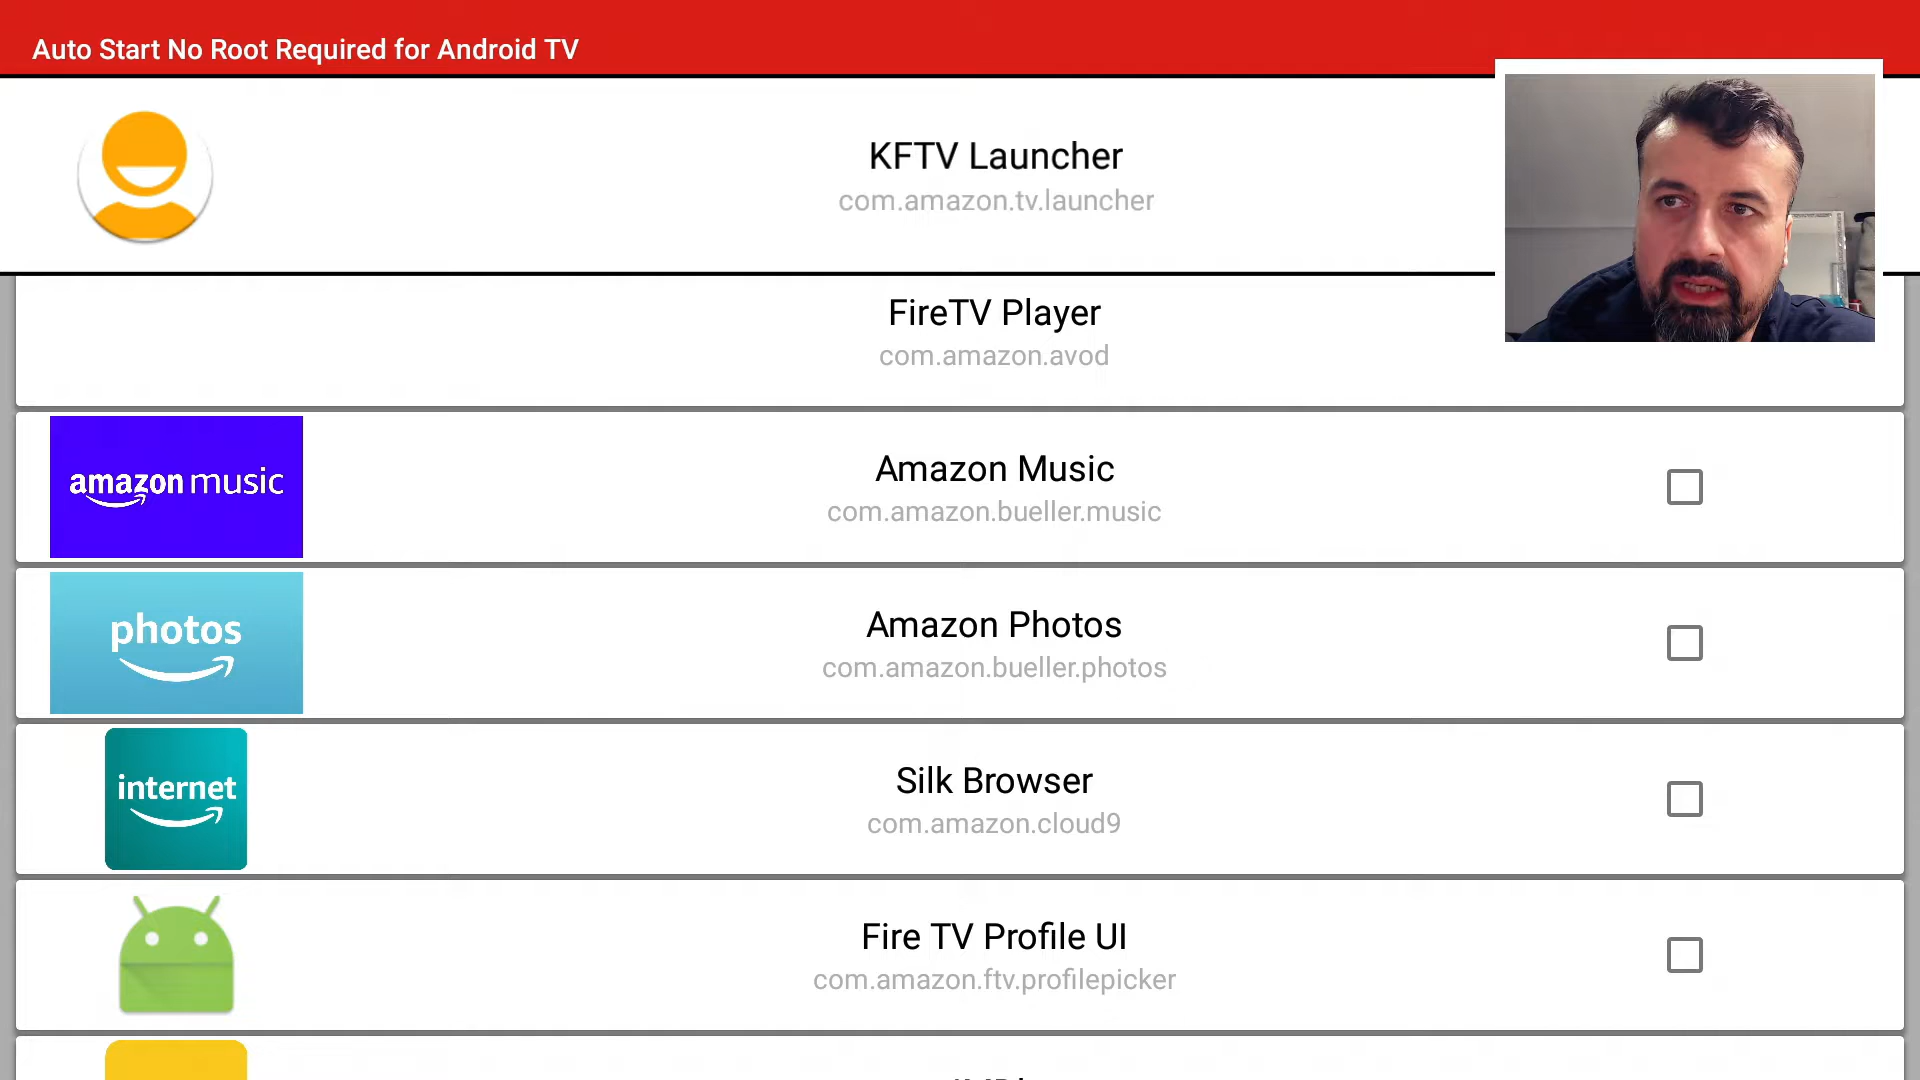 Auto Start No Root Required for Android TV
KFTV Launcher
com.amazon.tv.launcher
FireTV Player
com.amazon.avod
amazon music
Amazon Music
com.amazon.bueller.music
photos
Amazon Photos
com.amazon.bueller.photos
internet
Silk Browser
com.amazon.cloud9
Fire TV Profile UI
com.amazon.ftv.profilepicker